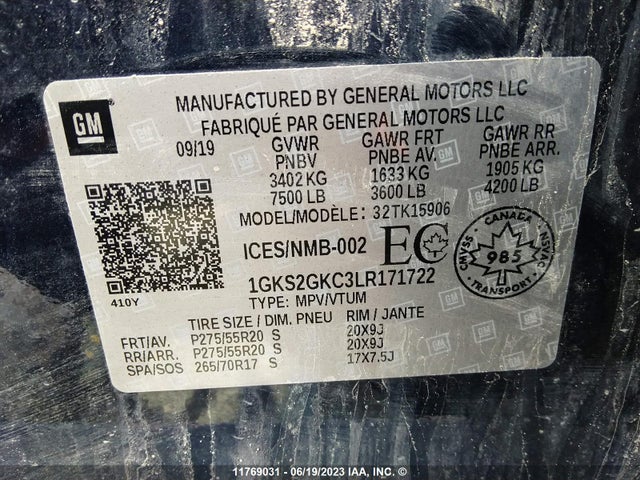 GM
MANUFACTURED BY GENERAL MOTORS LLC
FABRIQUÉ PAR GENERAL MOTORS LLC
09/19 GVWR GAWR FRT GAWR RR
PNBV PNBE AV. PNBE ARR.
3402 KG 1633 KG 1905 KG
7500 LB 3600 LB 4200 LB
MODEL/MODÈLE: 32TK15906
ICES/NMB-002 EC
CANADA
CMVSS 985 NSVAC
1GKS2GKC3LR171722
410Y
TYPE: MPV/VTUM
TIRE SIZE / DIM. PNEU RIM / JANTE
FRT/AV. P275/55R20 S 20X9J
RR/ARR. P275/55R20 S 20X9J
SPA/SOS 265/70R17 S 17X7.5J
11769031 - 06/19/2023 IAA, INC. ©